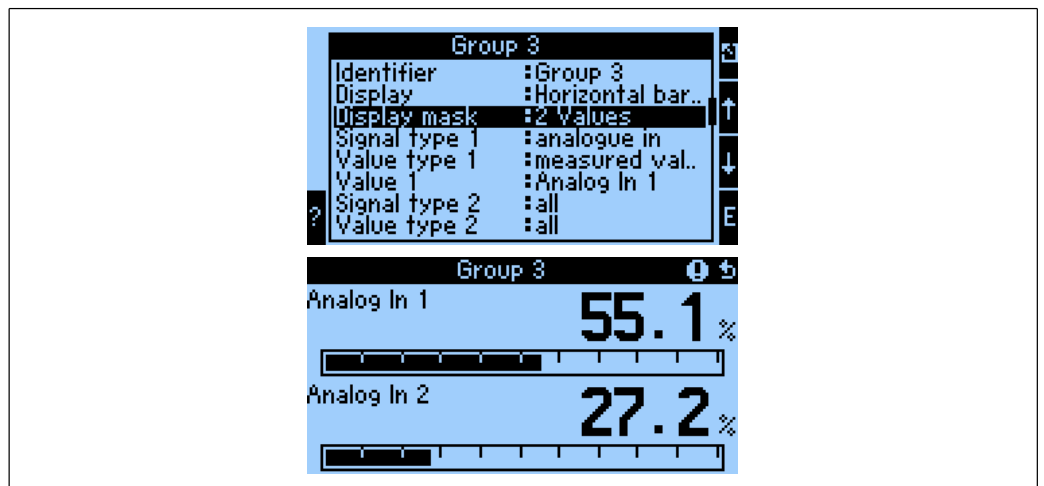 Group 3
Identifier :Group 3
Display :Horizontal bar..
Display mask :2 Values
Signal type 1 :analogue in
Value type 1 :measured val..
Value 1 :Analog In 1
Signal type 2 :all
Value type 2 :all
?
E
Group 3
Analog In 1 55.1 %
Analog In 2 27.2 %